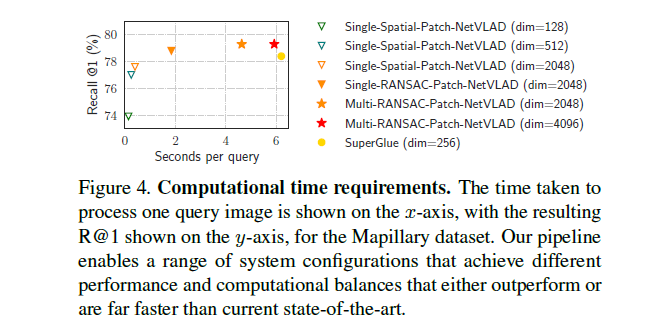 80
78
76
74
Recall @1 (%)
0 2 4 6
Seconds per query
Single-Spatial-Patch-NetVLAD (dim=128)
Single-Spatial-Patch-NetVLAD (dim=512)
Single-Spatial-Patch-NetVLAD (dim=2048)
Single-RANSAC-Patch-NetVLAD (dim=2048)
Multi-RANSAC-Patch-NetVLAD (dim=2048)
Multi-RANSAC-Patch-NetVLAD (dim=4096)
SuperGlue (dim=256)
Figure 4. Computational time requirements. The time taken to
process one query image is shown on the x-axis, with the resulting
R@1 shown on the y-axis, for the Mapillary dataset. Our pipeline
enables a range of system configurations that achieve different
performance and computational balances that either outperform or
are far faster than current state-of-the-art.